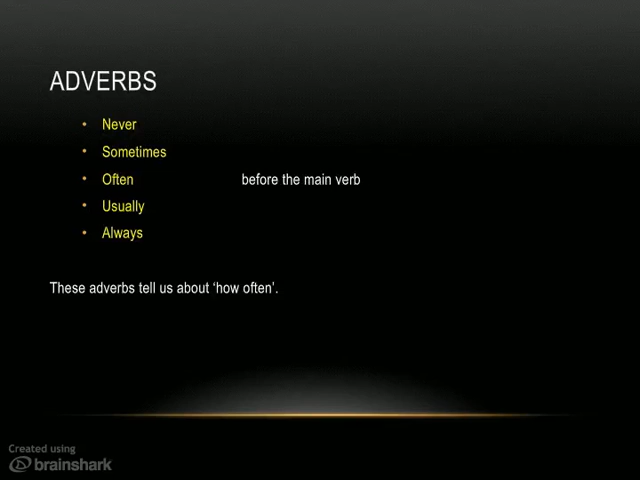 ADVERBS
• Never
• Sometimes
• Often before the main verb
• Usually
• Always
These adverbs tell us about ‘how often’.
Created using
brainshark